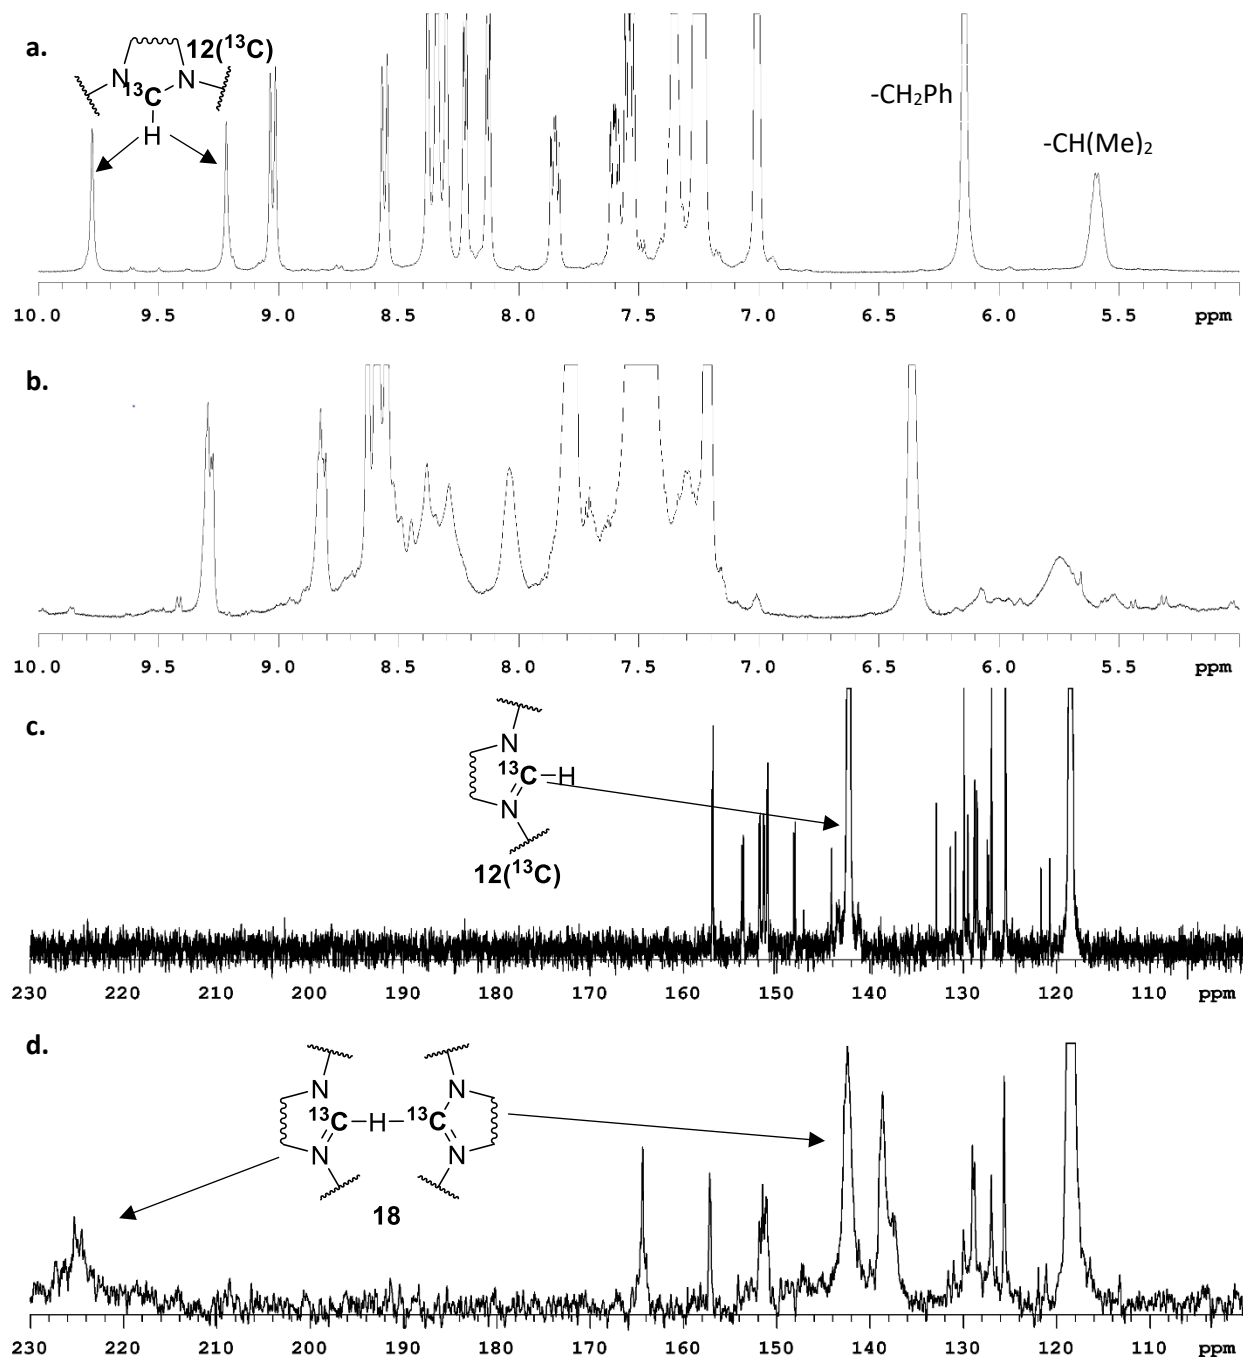 a.
12(¹³C)
N
N
¹³C
H
-CH₂Ph
-CH(Me)₂
10.0 9.5 9.0 8.5 8.0 7.5 7.0 6.5 6.0 5.5 ppm
b.
10.0 9.5 9.0 8.5 8.0 7.5 7.0 6.5 6.0 5.5 ppm
c.
N
¹³C-H
N
12(¹³C)
230 220 210 200 190 180 170 160 150 140 130 120 110 ppm
d.
N N
¹³C-H-¹³C
N N
18
230 220 210 200 190 180 170 160 150 140 130 120 110 ppm